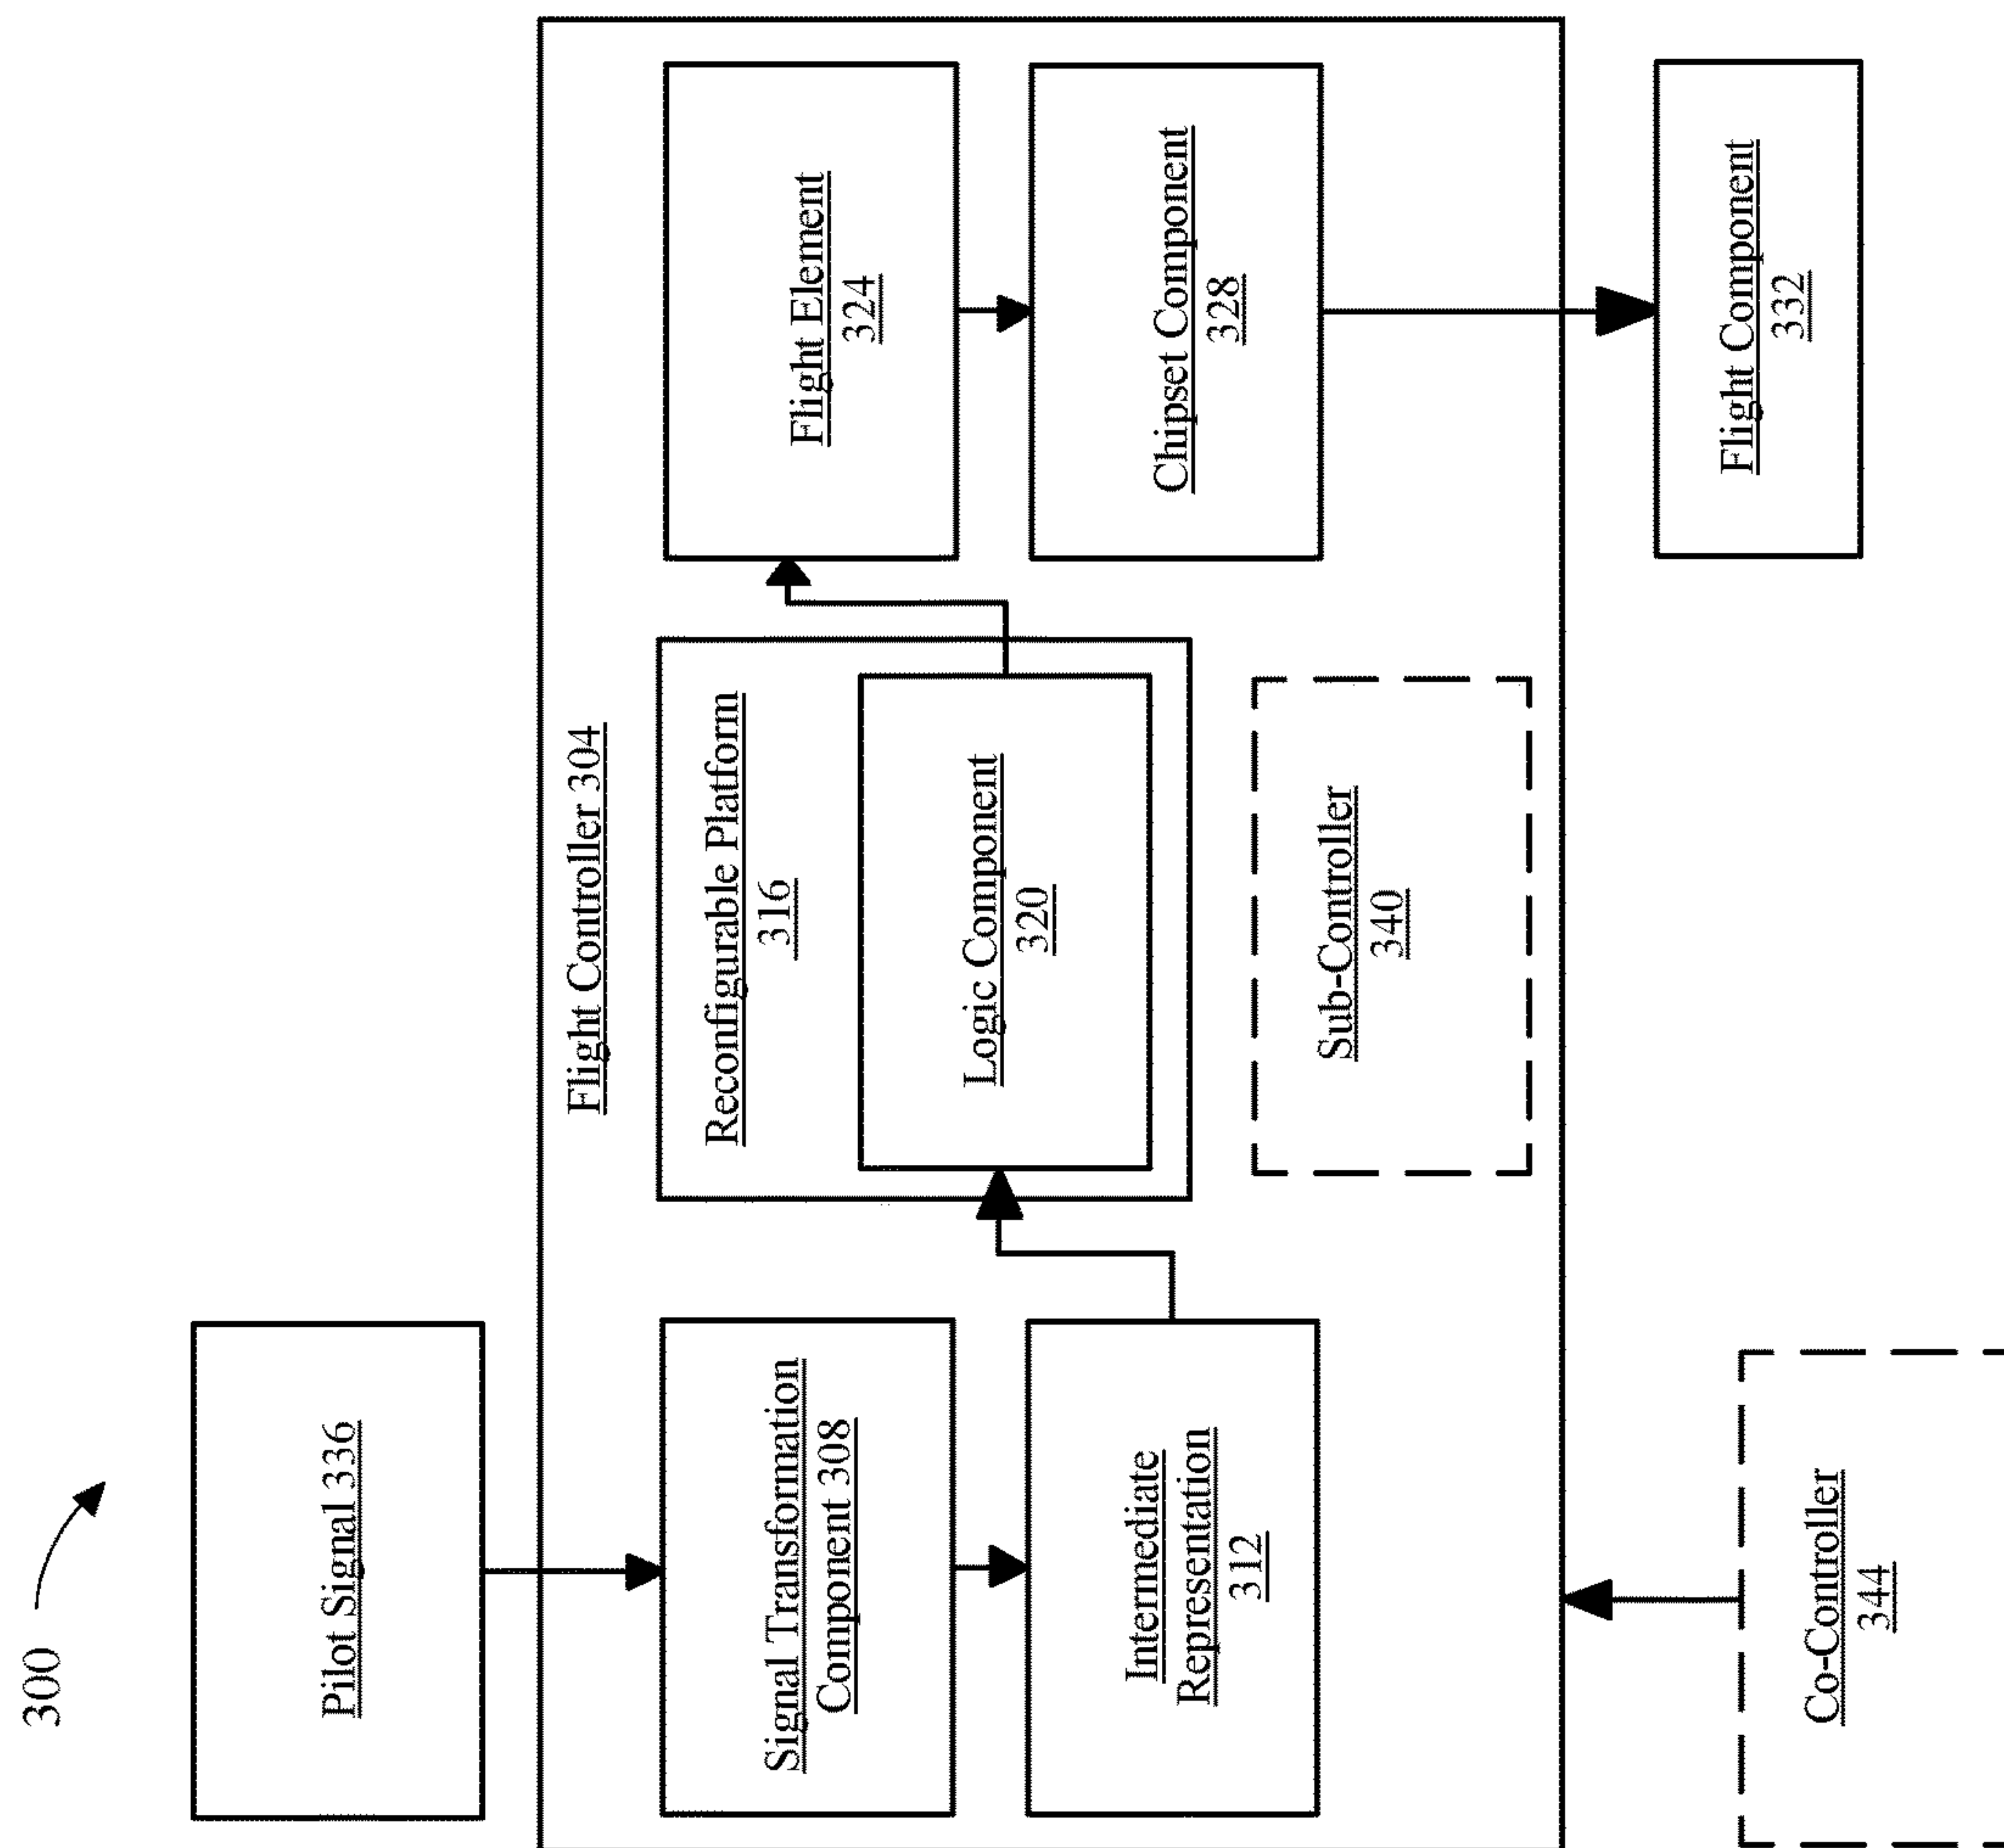 300
Pilot Signal 336
Flight Controller 304
Signal Transformation
Component 308
Intermediate
Representation
312
Reconfigurable Platform
316
Logic Component
320
Flight Element
324
Chipset Component
328
Sub-Controller
340
Co-Controller
344
Flight Component
332